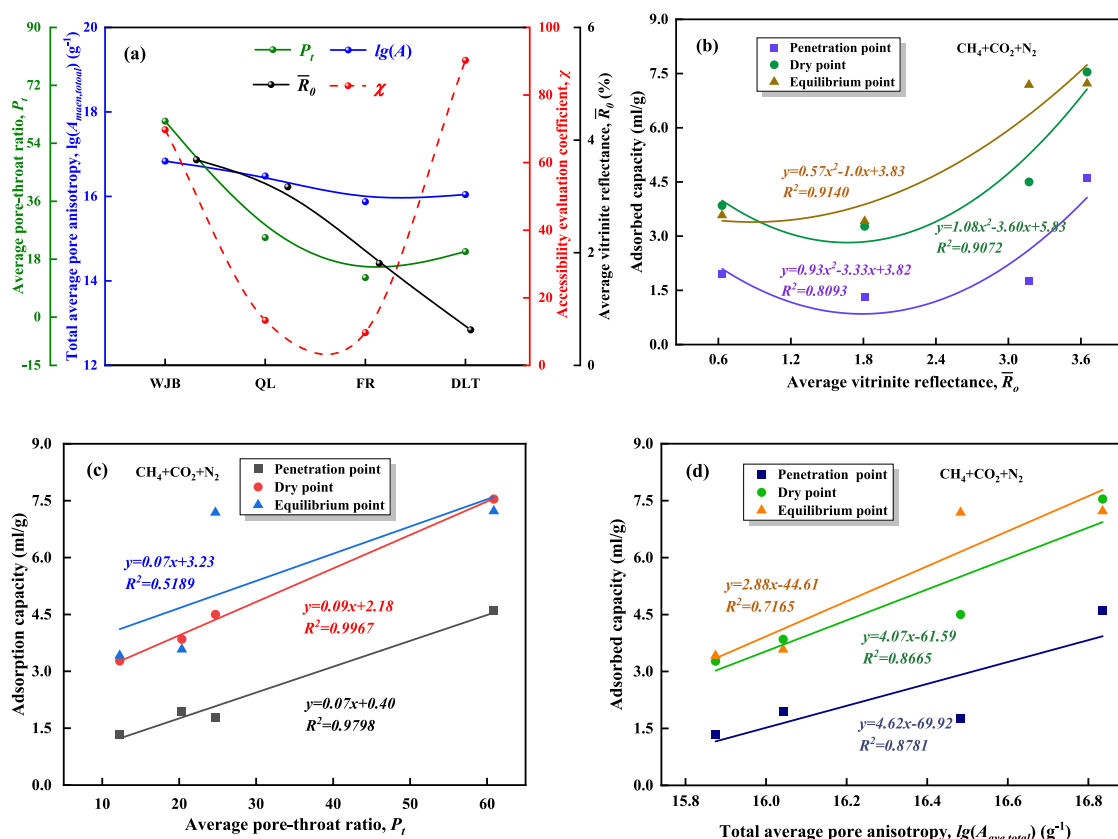 (a)
P_t
lg(A)
R̅_0
χ
Average pore-throat ratio, P_t
90
72
54
36
18
0
-15
Total average pore anisotropy, lg(A_maen,totoal) (g⁻¹)
20
18
16
14
12
WJB QL FR DLT
Accessibility evaluation coefficient, χ
100
80
60
40
20
0
Average vitrinite reflectance, R̅_0 (%)
6
4
2
0
(b)
CH₄+CO₂+N₂
Penetration point
Dry point
Equilibrium point
y=0.57x²-1.0x+3.83
R²=0.9140
y=1.08x²-3.60x+5.83
R²=0.9072
y=0.93x²-3.33x+3.82
R²=0.8093
Adsorbed capacity (ml/g)
9.0
7.5
6.0
4.5
3.0
1.5
0.0
0.6 1.2 1.8 2.4 3.0 3.6
Average vitrinite reflectance, R̅_o
(c)
CH₄+CO₂+N₂
Penetration point
Dry point
Equilibrium point
y=0.07x+3.23
R²=0.5189
y=0.09x+2.18
R²=0.9967
y=0.07x+0.40
R²=0.9798
Adsorption capacity (ml/g)
9.0
7.5
6.0
4.5
3.0
1.5
0.0
10 20 30 40 50 60
Average pore-throat ratio, P_t
(d)
CH₄+CO₂+N₂
Penetration point
Dry point
Equilibrium point
y=2.88x-44.61
R²=0.7165
y=4.07x-61.59
R²=0.8665
y=4.62x-69.92
R²=0.8781
Adsorbed capacity (ml/g)
9.0
7.5
6.0
4.5
3.0
1.5
0.0
15.8 16.0 16.2 16.4 16.6 16.8
Total average pore anisotropy, lg(A_ave,total) (g⁻¹)